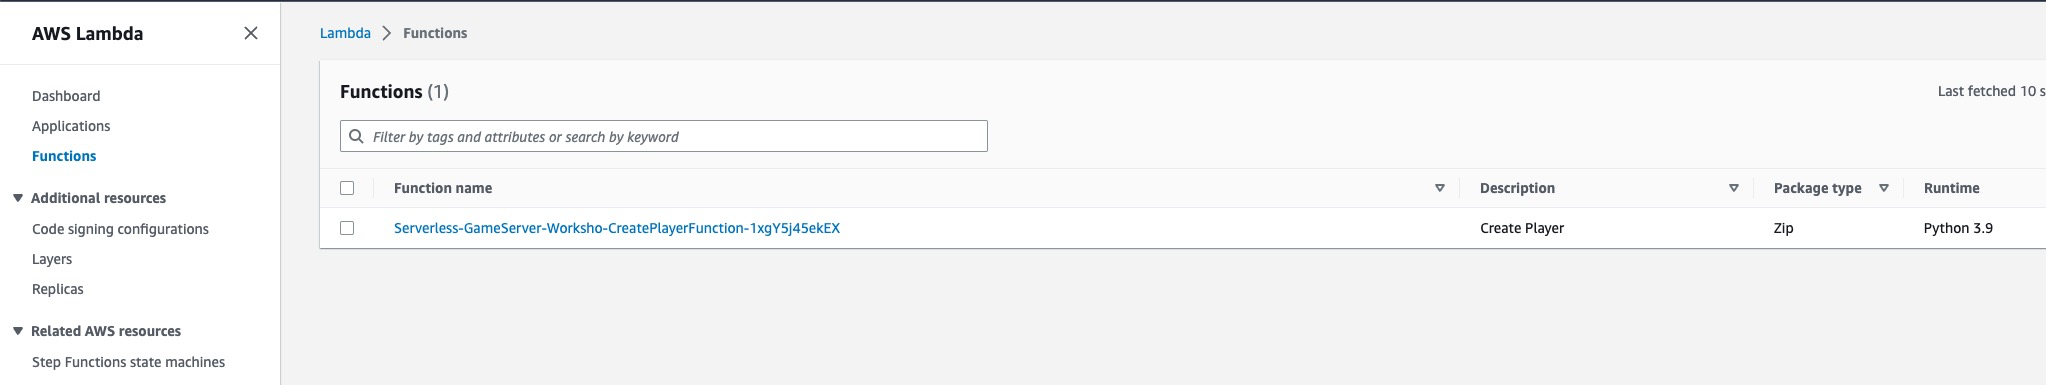 AWS Lambda
Dashboard
Applications
Functions
Additional resources
Code signing configurations
Layers
Replicas
Related AWS resources
Step Functions state machines
Lambda Functions
Functions (1)
Last fetched 10 s
Filter by tags and attributes or search by keyword
Function name Description Package type Runtime
Serverless-GameServer-Worksho-CreatePlayerFunction-1xgY5j45ekEX Create Player Zip Python 3.9